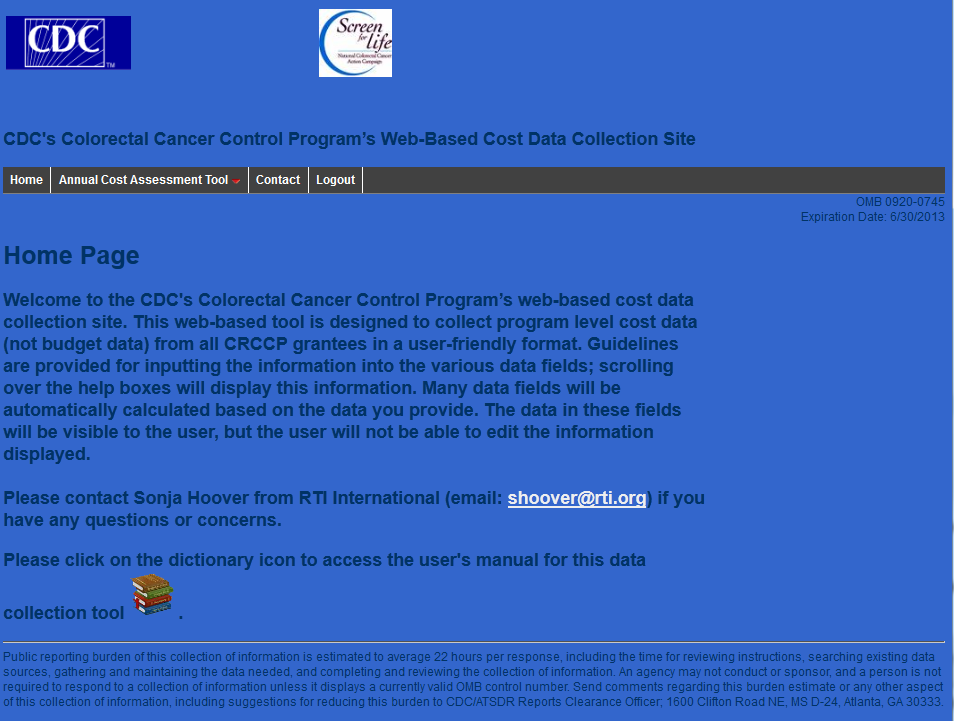 CDC TM
Screen
for
life
National Colorectal Cancer
Action Campaign
CDC's Colorectal Cancer Control Program’s Web-Based Cost Data Collection Site
Home Annual Cost Assessment Tool Contact Logout
OMB 0920-0745
Expiration Date: 6/30/2013
Home Page
Welcome to the CDC's Colorectal Cancer Control Program’s web-based cost data
collection site. This web-based tool is designed to collect program level cost data
(not budget data) from all CRCCP grantees in a user-friendly format. Guidelines
are provided for inputting the information into the various data fields; scrolling
over the help boxes will display this information. Many data fields will be
automatically calculated based on the data you provide. The data in these fields
will be visible to the user, but the user will not be able to edit the information
displayed.
Please contact Sonja Hoover from RTI International (email: shoover@rti.org) if you
have any questions or concerns.
Please click on the dictionary icon to access the user's manual for this data
collection tool .
Public reporting burden of this collection of information is estimated to average 22 hours per response, including the time for reviewing instructions, searching existing data
sources, gathering and maintaining the data needed, and completing and reviewing the collection of information. An agency may not conduct or sponsor, and a person is not
required to respond to a collection of information unless it displays a currently valid OMB control number. Send comments regarding this burden estimate or any other aspect
of this collection of information, including suggestions for reducing this burden to CDC/ATSDR Reports Clearance Officer; 1600 Clifton Road NE, MS D-24, Atlanta, GA 30333.